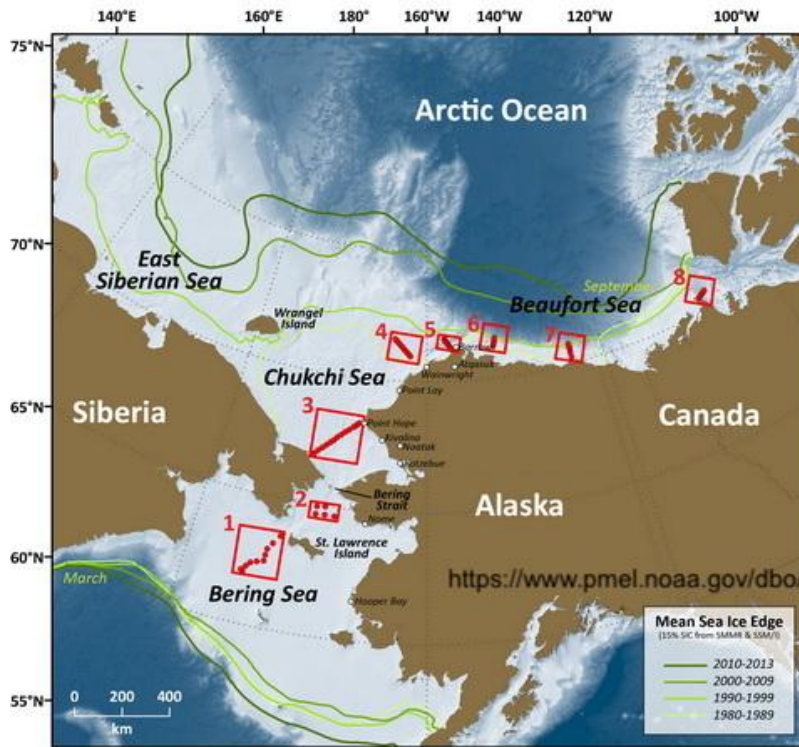 140°E 160°E 180° 160°W 140°W 120°W 100°W
75°N
Arctic Ocean
70°N
East
Siberian Sea
September
Beaufort Sea
8
Wrangel
Island
4
5
6
7
Barrow
Atqasuk
Wainwright
Chukchi Sea
Point Lay
65°N
Siberia
Canada
3
Point Hope
Kivalina
Noatak
Kotzebue
Bering
Strait
Alaska
2
Nome
1
St. Lawrence
Island
60°N
March
Bering Sea
Hooper Bay
https://www.pmel.noaa.gov/dbo/
Mean Sea Ice Edge
(15% SIC from SMMR & SSM/I)
2010-2013
2000-2009
1990-1999
1980-1989
55°N
0 200 400
km
160°W 120°W